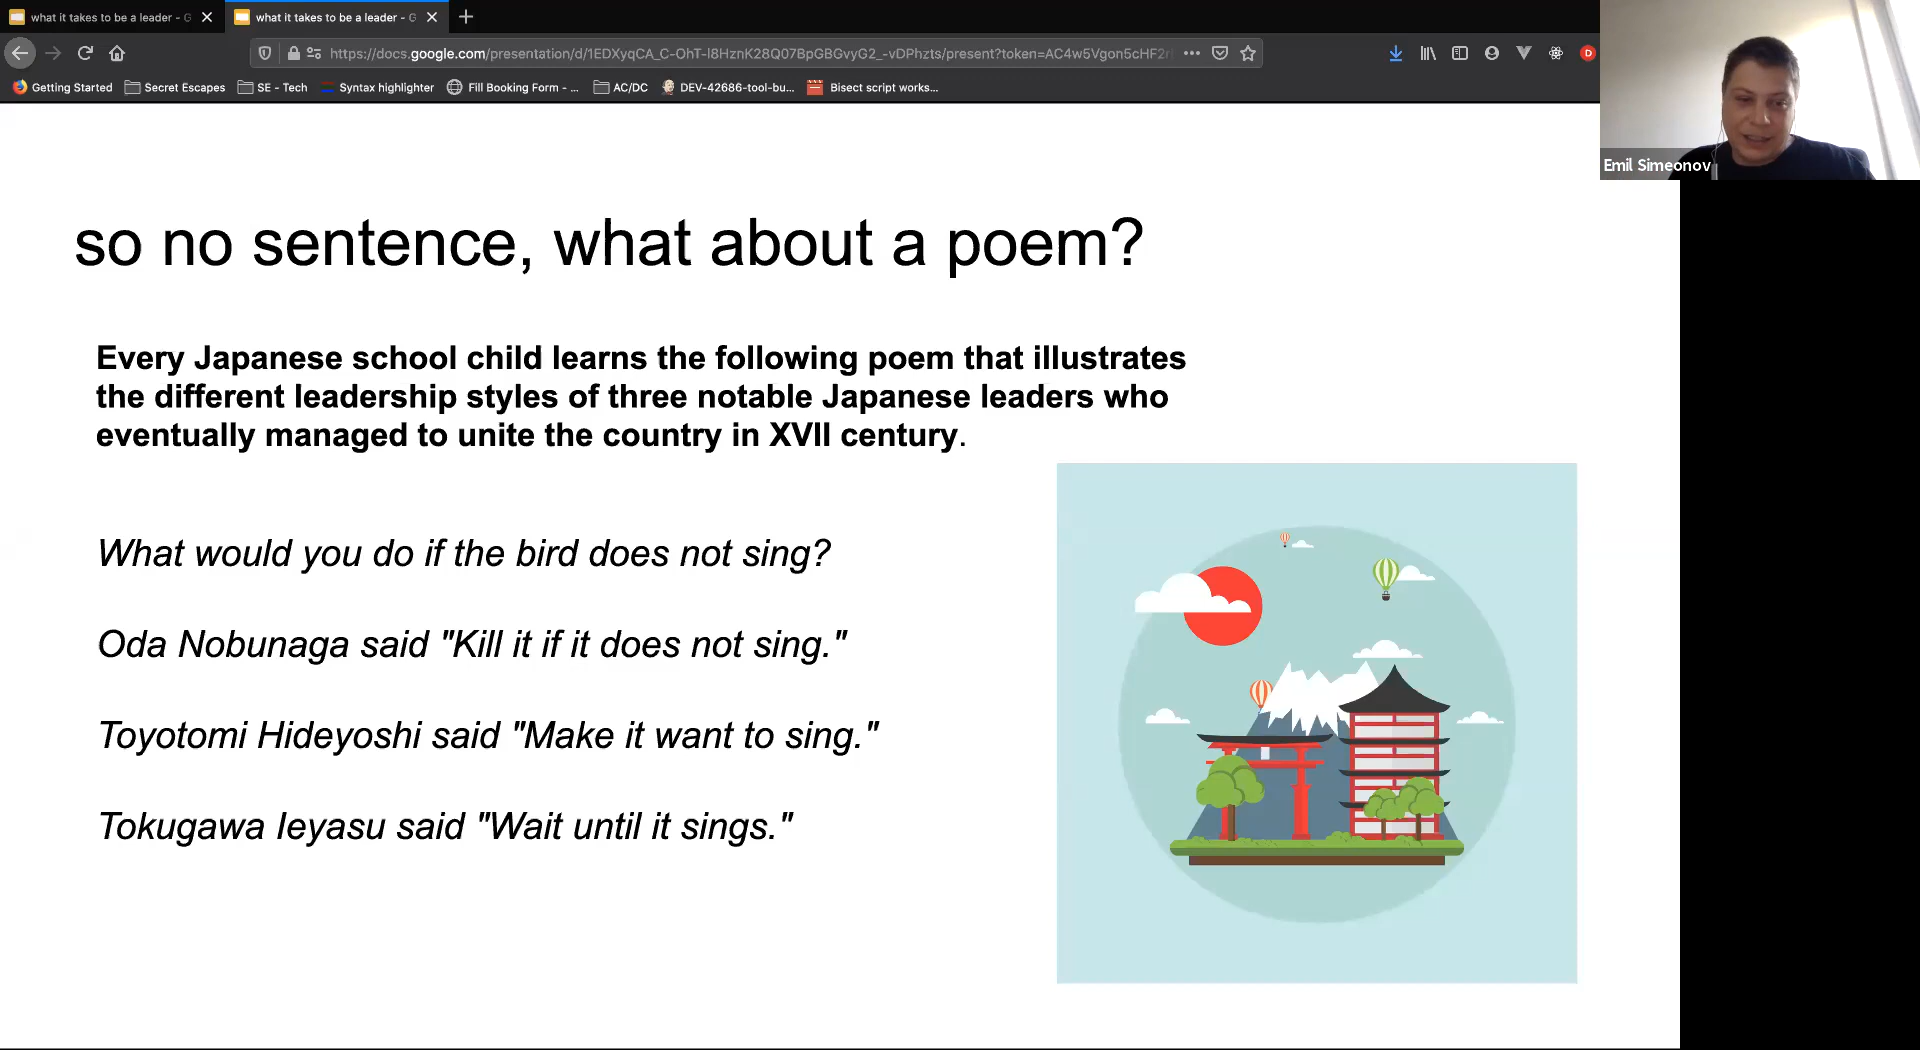 what it takes to be a leader - G
what it takes to be a leader - G
https://docs.google.com/presentation/d/1EDXyqCA_C-OhT-l8HznK28Q07BpGBGvyG2_-vDPhzts/present?token=AC4w5Vgon5cHF2r
D
Getting Started
Secret Escapes
SE - Tech
Syntax highlighter
Fill Booking Form - ...
AC/DC
DEV-42686-tool-bu...
Bisect script works...
Emil Simeonov
so no sentence, what about a poem?
Every Japanese school child learns the following poem that illustrates
the different leadership styles of three notable Japanese leaders who
eventually managed to unite the country in XVII century.
What would you do if the bird does not sing?
Oda Nobunaga said "Kill it if it does not sing."
Toyotomi Hideyoshi said "Make it want to sing."
Tokugawa Ieyasu said "Wait until it sings."